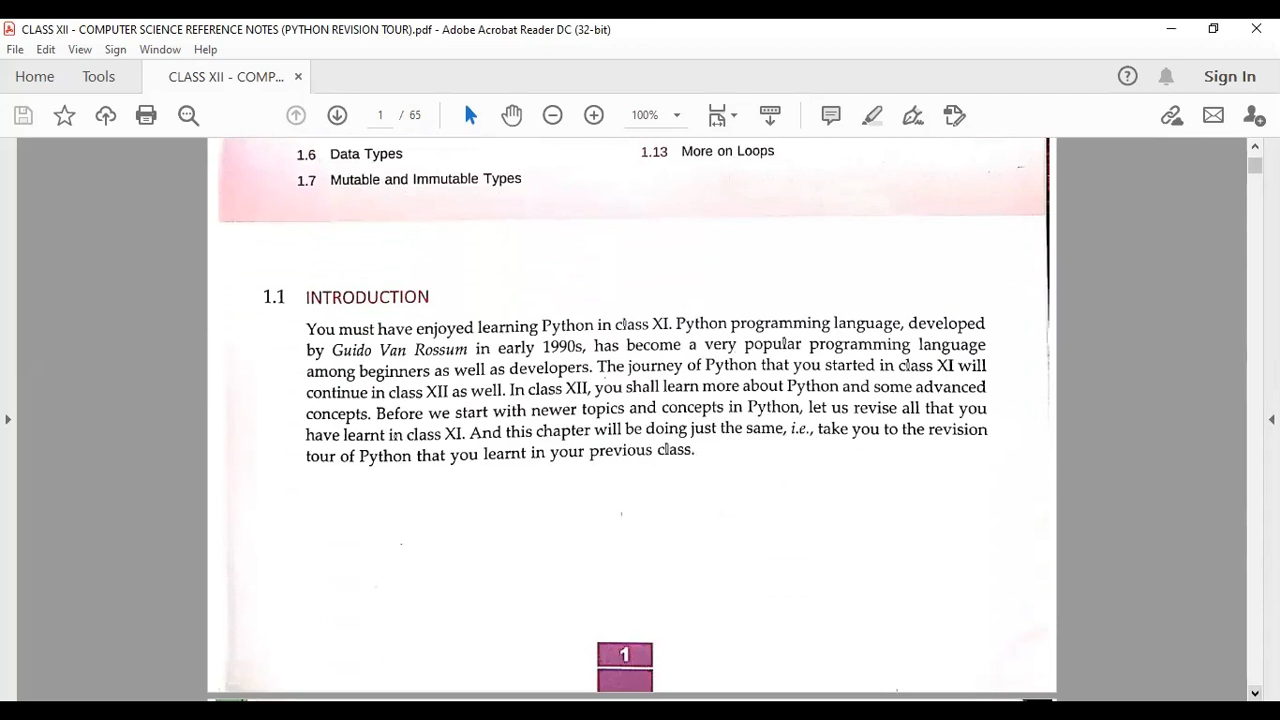 CLASS XII - COMPUTER SCIENCE REFERENCE NOTES (PYTHON REVISION TOUR).pdf - Adobe Acrobat Reader DC (32-bit)
File Edit View Sign Window Help
Home Tools CLASS XII - COMP... × Sign In
1 / 65 100%
1.6 Data Types
1.13 More on Loops
1.7 Mutable and Immutable Types
1.1 INTRODUCTION
You must have enjoyed learning Python in class XI. Python programming language, developed
by Guido Van Rossum in early 1990s, has become a very popular programming language
among beginners as well as developers. The journey of Python that you started in class XI will
continue in class XII as well. In class XII, you shall learn more about Python and some advanced
concepts. Before we start with newer topics and concepts in Python, let us revise all that you
have learnt in class XI. And this chapter will be doing just the same, i.e., take you to the revision
tour of Python that you learnt in your previous class.
1